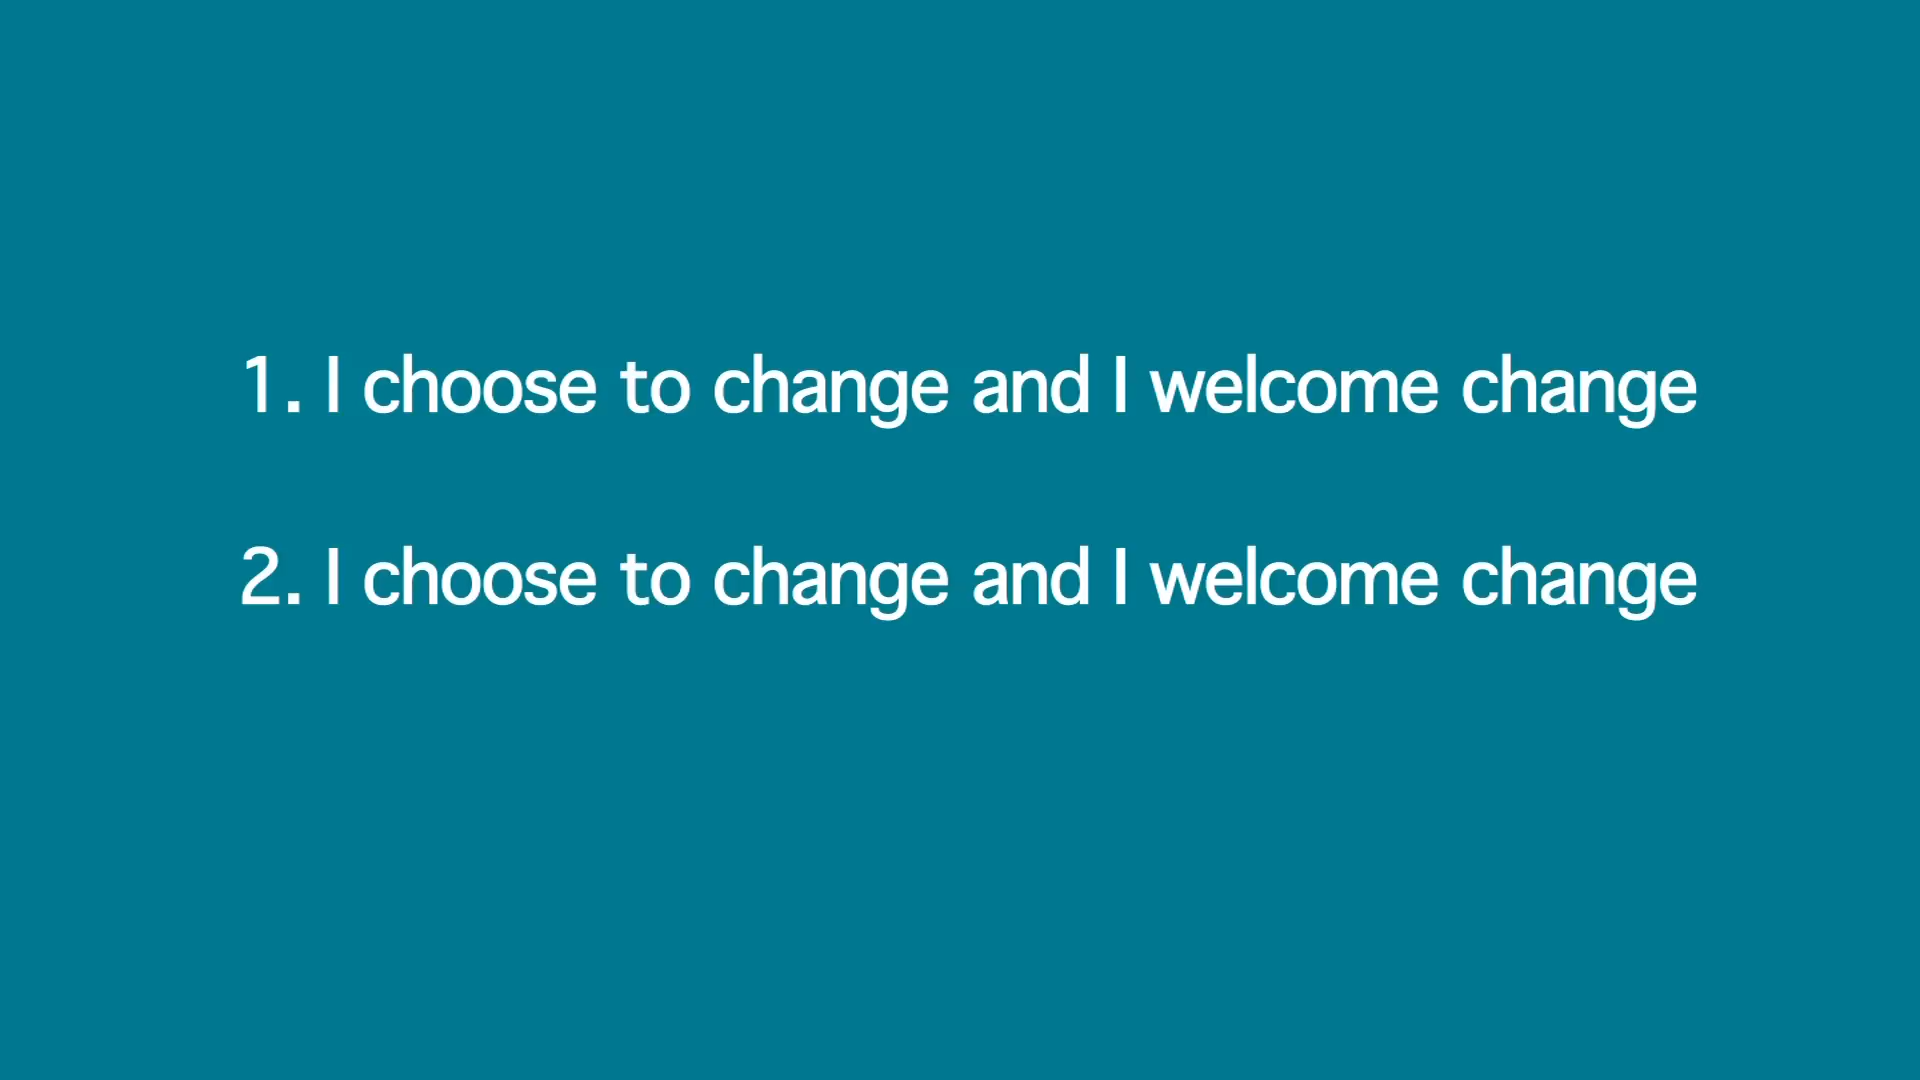 1. I choose to change and I welcome change
2. I choose to change and I welcome change